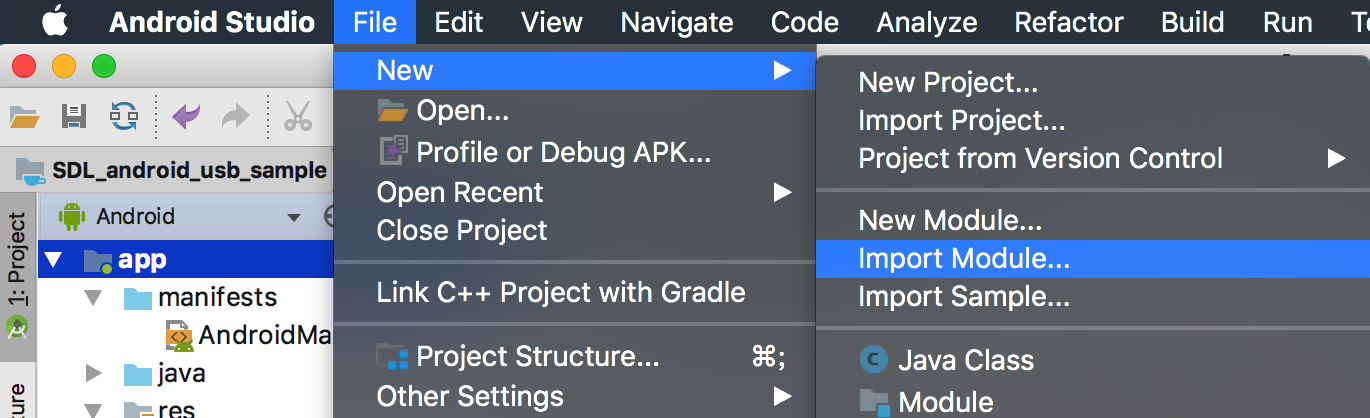 Android Studio File Edit View Navigate Code Analyze Refactor Build Run
New
Open...
Profile or Debug APK...
Open Recent
Close Project
Link C++ Project with Gradle
Project Structure... ⌘;
Other Settings
New Project...
Import Project...
Project from Version Control
New Module...
Import Module...
Import Sample...
Java Class
Module
SDL_android_usb_sample
Android
1: Project
app
manifests
AndroidMa
java
res